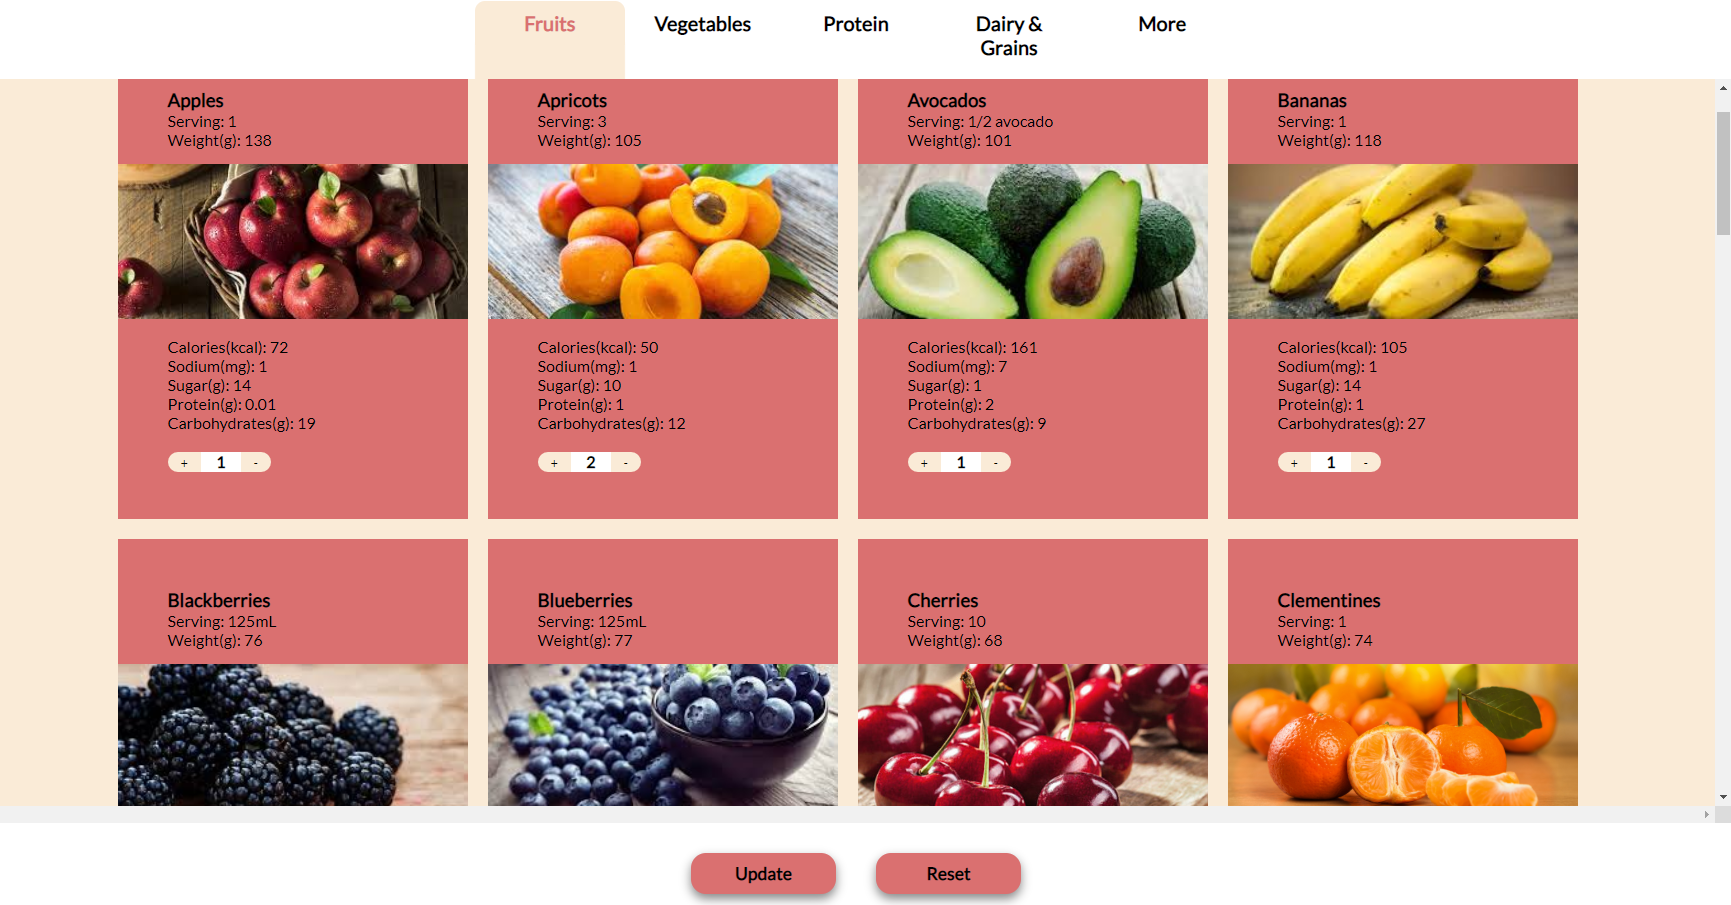 Fruits
Vegetables
Protein
Dairy &
Grains
More
Apples
Serving: 1
Weight(g): 138
Calories(kcal): 72
Sodium(mg): 1
Sugar(g): 14
Protein(g): 0.01
Carbohydrates(g): 19
+ 1 -
Apricots
Serving: 3
Weight(g): 105
Calories(kcal): 50
Sodium(mg): 1
Sugar(g): 10
Protein(g): 1
Carbohydrates(g): 12
+ 2 -
Avocados
Serving: 1/2 avocado
Weight(g): 101
Calories(kcal): 161
Sodium(mg): 7
Sugar(g): 1
Protein(g): 2
Carbohydrates(g): 9
+ 1 -
Bananas
Serving: 1
Weight(g): 118
Calories(kcal): 105
Sodium(mg): 1
Sugar(g): 14
Protein(g): 1
Carbohydrates(g): 27
+ 1 -
Blackberries
Serving: 125mL
Weight(g): 76
Blueberries
Serving: 125mL
Weight(g): 77
Cherries
Serving: 10
Weight(g): 68
Clementines
Serving: 1
Weight(g): 74
Update
Reset